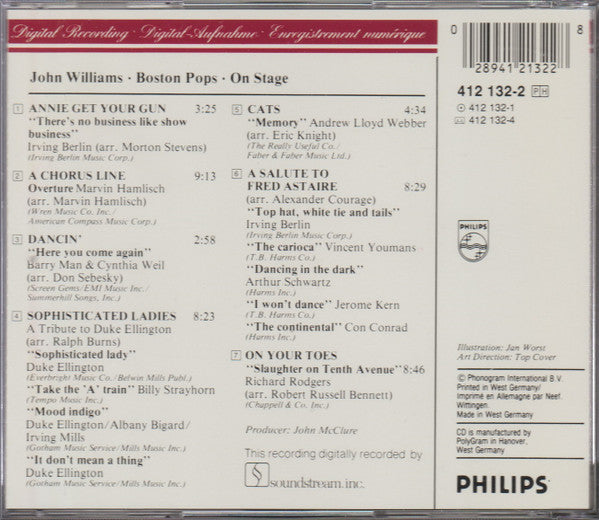 Digital Recording · Digital-Aufnahme · Enregistrement numérique
John Williams · Boston Pops · On Stage
1 ANNIE GET YOUR GUN 3:25
"There's no business like show
business"
Irving Berlin (arr. Morton Stevens)
(Irving Berlin Music Corp.)
2 A CHORUS LINE 9:13
Overture Marvin Hamlisch
(arr. Marvin Hamlisch)
(Wren Music Co. Inc./
American Compass Music Corp.)
3 DANCIN' 2:58
"Here you come again"
Barry Man & Cynthia Weil
(arr. Don Sebesky)
(Screen Gems/EMI Music Inc./
Summerhill Songs, Inc.)
4 SOPHISTICATED LADIES 8:23
A Tribute to Duke Ellington
(arr. Ralph Burns)
"Sophisticated lady"
Duke Ellington
(Everbright Music Co./Belwin Mills Publ.)
"Take the 'A' train" Billy Strayhorn
(Tempo Music Inc.)
"Mood indigo"
Duke Ellington/Albany Bigard/
Irving Mills
(Gotham Music Service/Mills Music Inc.)
"It don't mean a thing"
Duke Ellington
(Gotham Music Service/Mills Music Inc.)
5 CATS 4:34
"Memory" Andrew Lloyd Webber
(arr. Eric Knight)
(The Really Useful Co./
Faber & Faber Music Ltd.)
6 A SALUTE TO
FRED ASTAIRE 8:29
(arr. Alexander Courage)
"Top hat, white tie and tails"
Irving Berlin
(Irving Berlin Music Corp.)
"The carioca" Vincent Youmans
(T.B. Harms Co.)
"Dancing in the dark"
Arthur Schwartz
(Harms Inc.)
"I won't dance" Jerome Kern
(T.B. Harms Co.)
"The continental" Con Conrad
(Harms Inc.)
7 ON YOUR TOES
"Slaughter on Tenth Avenue" 8:46
Richard Rodgers
(arr. Robert Russell Bennett)
(Chappell & Co. Inc.)
Producer: John McClure
This recording digitally recorded by
soundstream, inc.
0 28941 21322 8
412 132-2 PH
412 132-1
412 132-4
PHILIPS
Illustration: Jan Worst
Art Direction: Top Cover
℗ Phonogram International B.V.
Printed in West Germany/
Imprimé en Allemagne par Neef.
Wittingen.
Made in West Germany
CD is manufactured by
PolyGram in Hanover,
West Germany
PHILIPS